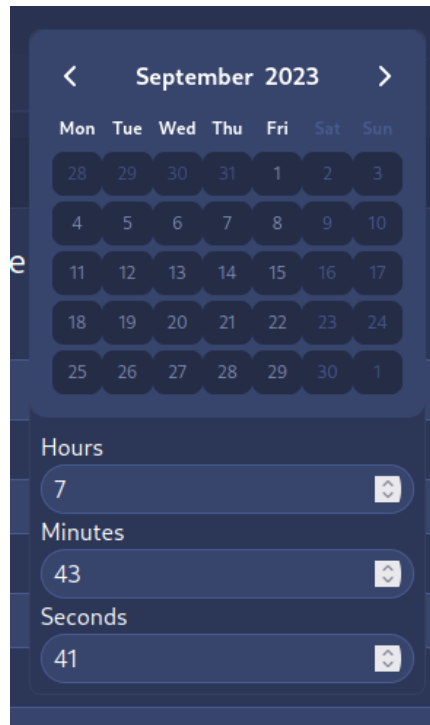 September 2023
Mon Tue Wed Thu Fri Sat Sun
28 29 30 31 1 2 3
4 5 6 7 8 9 10
e
11 12 13 14 15 16 17
18 19 20 21 22 23 24
25 26 27 28 29 30 1
Hours
7
Minutes
43
Seconds
41